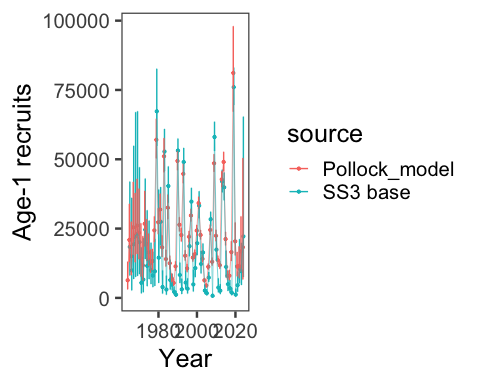 100000
75000
50000
25000
0
Age-1 recruits
1980
2000
2020
Year
source
Pollock_model
SS3 base